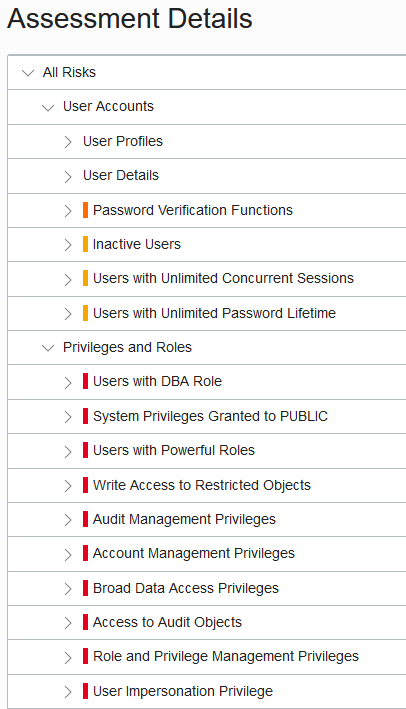 Assessment Details
All Risks
User Accounts
User Profiles
User Details
Password Verification Functions
Inactive Users
Users with Unlimited Concurrent Sessions
Users with Unlimited Password Lifetime
Privileges and Roles
Users with DBA Role
System Privileges Granted to PUBLIC
Users with Powerful Roles
Write Access to Restricted Objects
Audit Management Privileges
Account Management Privileges
Broad Data Access Privileges
Access to Audit Objects
Role and Privilege Management Privileges
User Impersonation Privilege